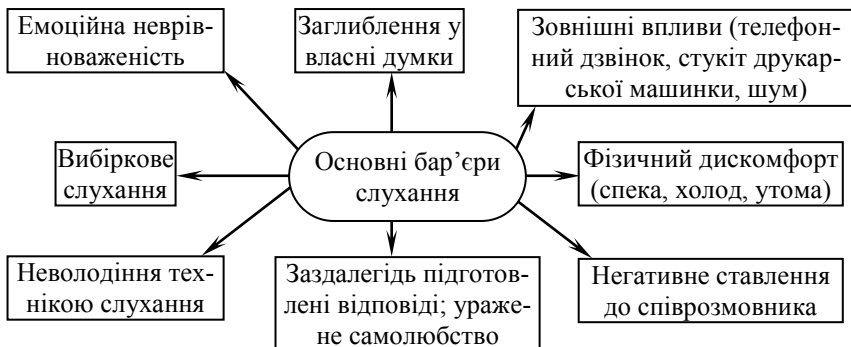 Емоційна неврів-
новаженість
Заглиблення у
власні думки
Зовнішні впливи (телефон-
ний дзвінок, стукіт друкар-
ської машинки, шум)
Вибіркове
слухання
Основні бар’єри
слухання
Фізичний дискомфорт
(спека, холод, утома)
Неволодіння тех-
нікою слухання
Заздалегідь підготов-
лені відповіді; ураже-
не самолюбство
Негативне ставлення
до співрозмовника